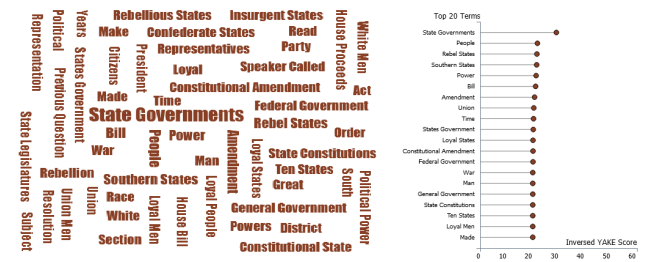 Rebellious States
Insurgent States
Make
Confederate States
Read
Representatives
Party
Loyal
Speaker Called
Constitutional Amendment
Act
Made
Time
Federal Government
State Governments
Rebel States
Bill
Power
Order
War
Man
State Constitutions
Ten States
Rebellion
Southern States
Great
Race
White
General Government
Powers
District
Section
Constitutional State
Representation
Political
Years
Previous Question
States Government
Citizens
President
House Proceeds
White Men
State Legislatures
Subject
Resolution
Union Men
Union
People
Loyal Men
House Bill
Loyal People
Amendment
Loyal States
South
Political Power
Top 20 Terms
State Governments
People
Rebel States
Southern States
Power
Bill
Amendment
Union
Time
States Government
Loyal States
Constitutional Amendment
Federal Government
War
Man
General Government
State Constitutions
Ten States
Loyal Men
Made
Inversed YAKE Score
0 10 20 30 40 50 60